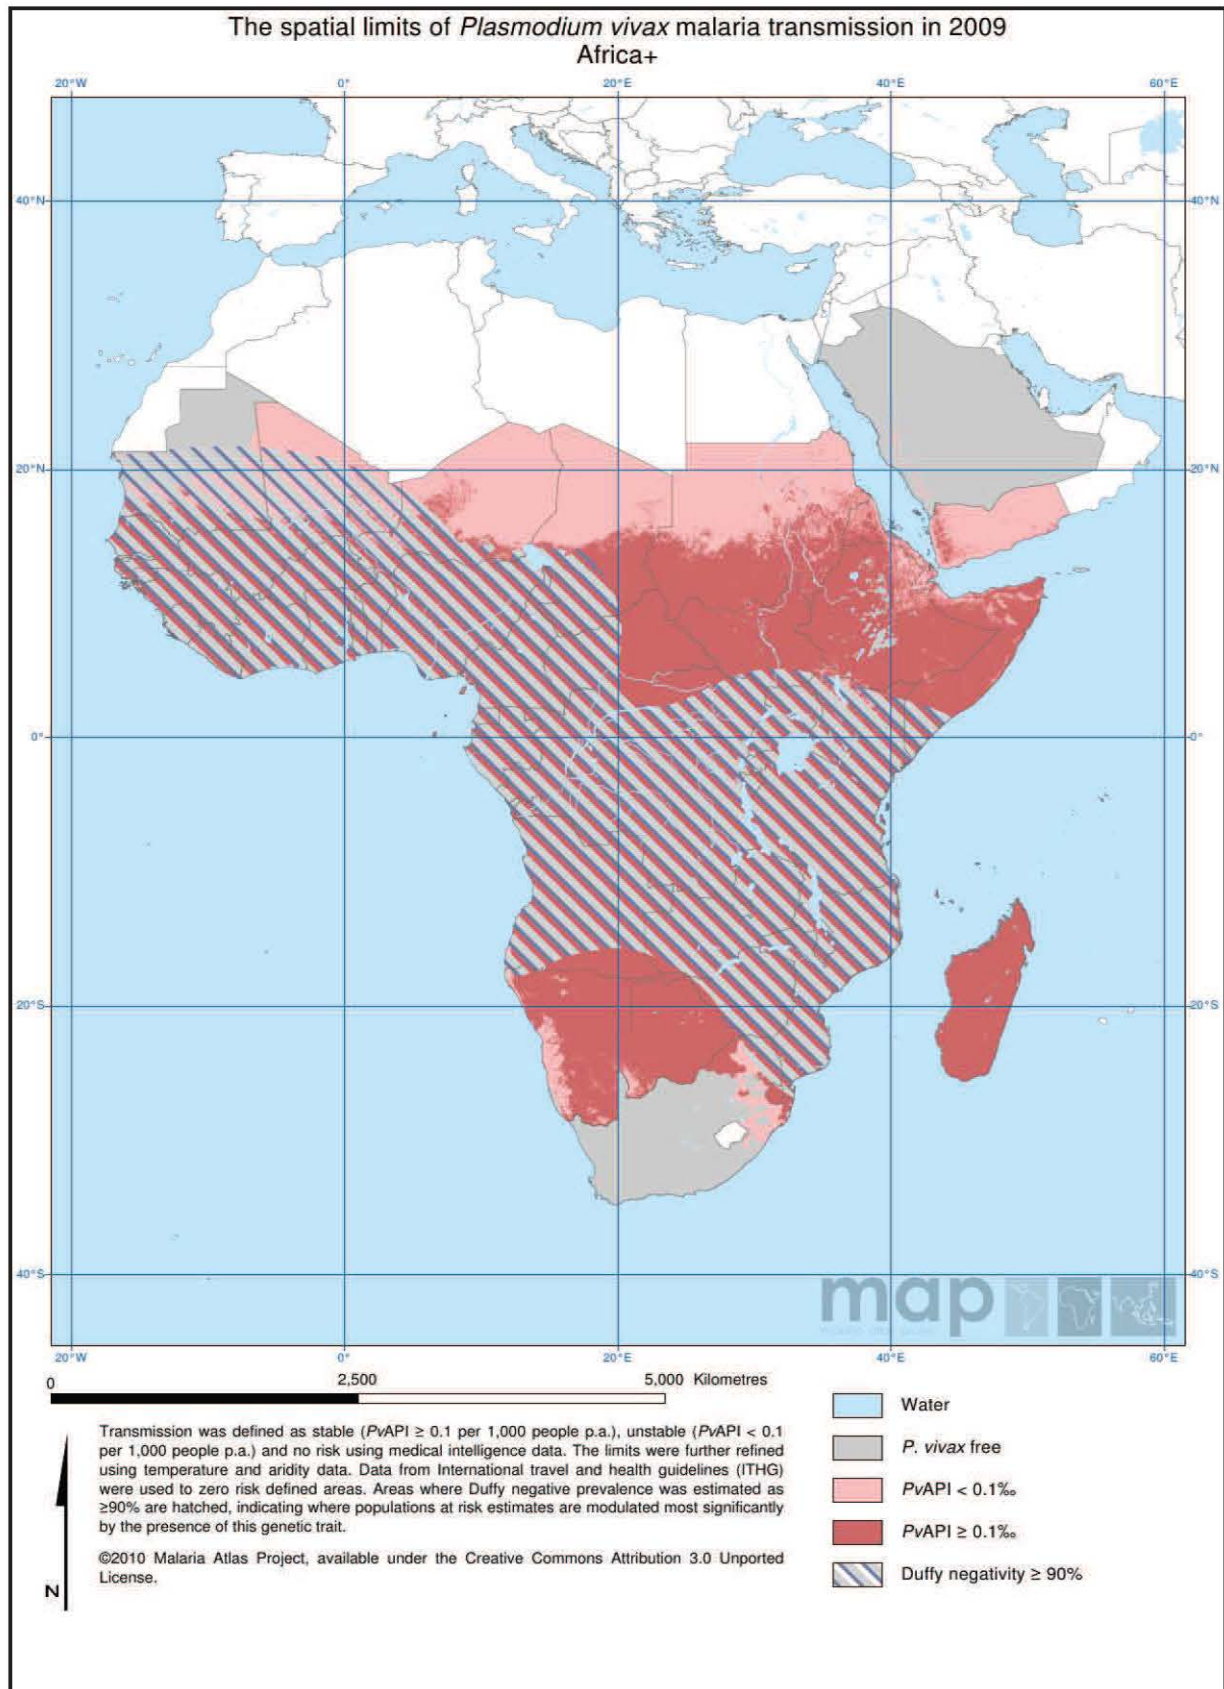 The spatial limits of Plasmodium vivax malaria transmission in 2009
Africa+
20°W 0° 20°E 40°E 60°E
40°N 40°N
20°N 20°N
0° 0°
20°S 20°S
40°S 40°S
map
20°W 0° 20°E 40°E 60°E
0 2,500 5,000 Kilometres
Transmission was defined as stable (PvAPI ≥ 0.1 per 1,000 people p.a.), unstable (PvAPI < 0.1
per 1,000 people p.a.) and no risk using medical intelligence data. The limits were further refined
using temperature and aridity data. Data from International travel and health guidelines (ITHG)
were used to zero risk defined areas. Areas where Duffy negative prevalence was estimated as
≥90% are hatched, indicating where populations at risk estimates are modulated most significantly
by the presence of this genetic trait.
©2010 Malaria Atlas Project, available under the Creative Commons Attribution 3.0 Unported
License.
N
Water
P. vivax free
PvAPI < 0.1‰
PvAPI ≥ 0.1‰
Duffy negativity ≥ 90%